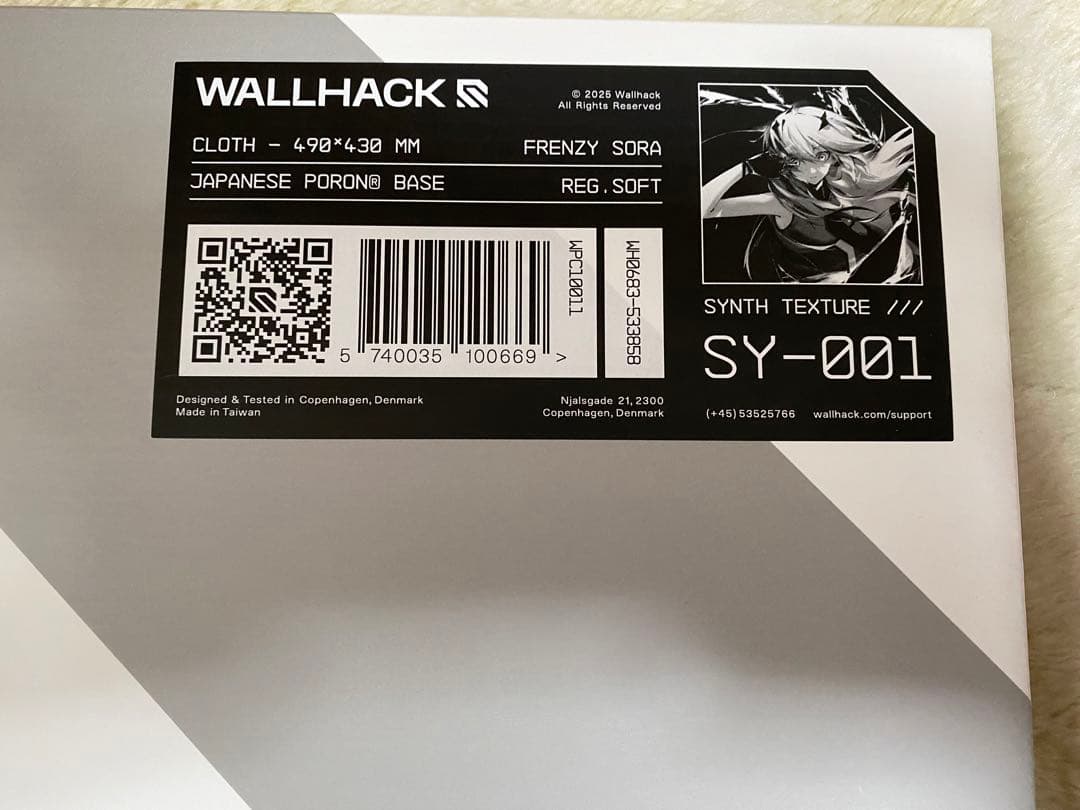 WALLHACK
© 2025 Wallhack
All Rights Reserved
CLOTH - 490*430 MM
FRENZY SORA
JAPANESE PORON® BASE
REG.SOFT
5 740035 100669 >
WPC10011
WH0683-533858
Designed & Tested in Copenhagen, Denmark
Made in Taiwan
Njalsgade 21, 2300
Copenhagen, Denmark
SYNTH TEXTURE ///
SY-001
(+45) 53525766
wallhack.com/support